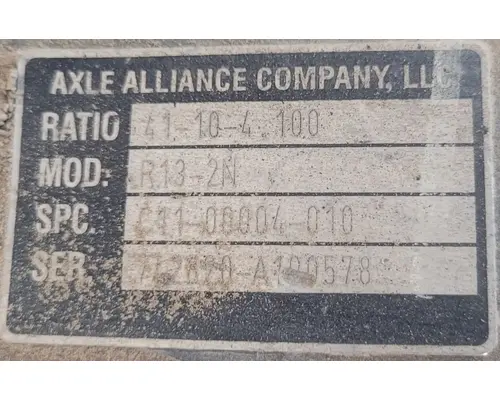 AXLE ALLIANCE COMPANY, LLC
RATIO 41-10-4.100
MOD: R13-2N
SPC. C11-00004-010
SER.